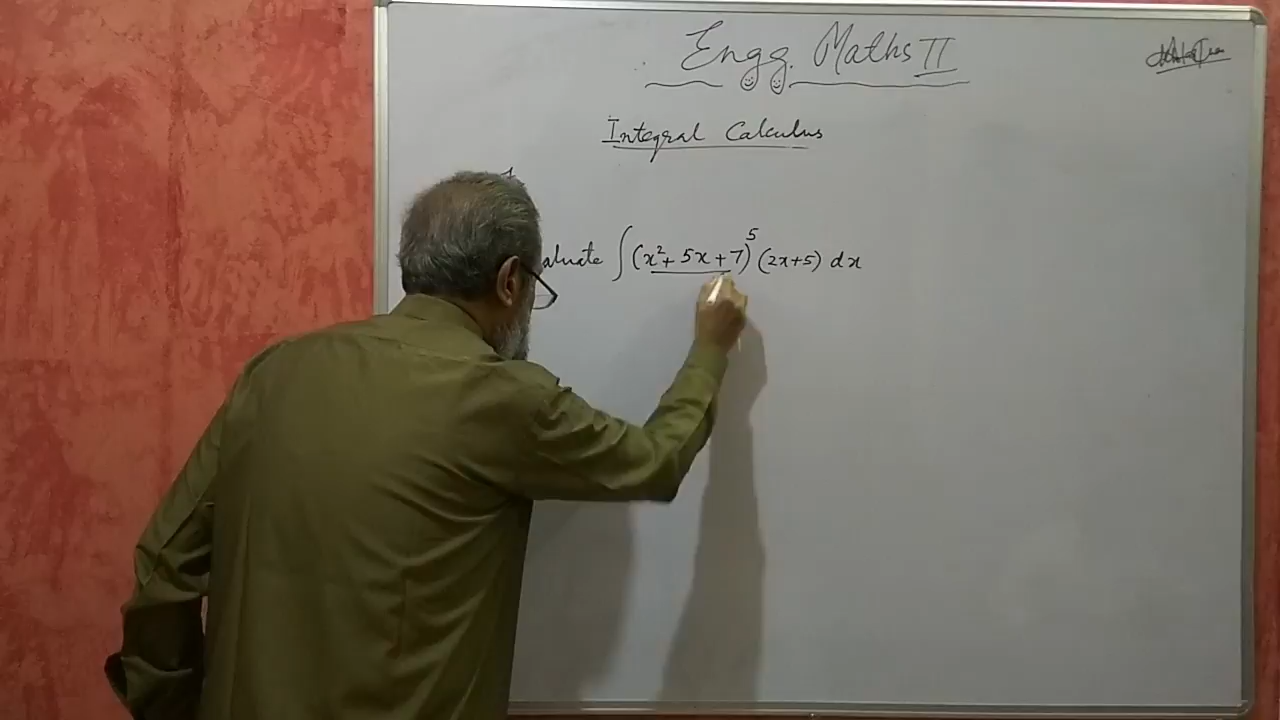 Engg. Maths II
Integral Calculus
aluate ∫(x²+ 5x+7)⁵(2x+5) dx